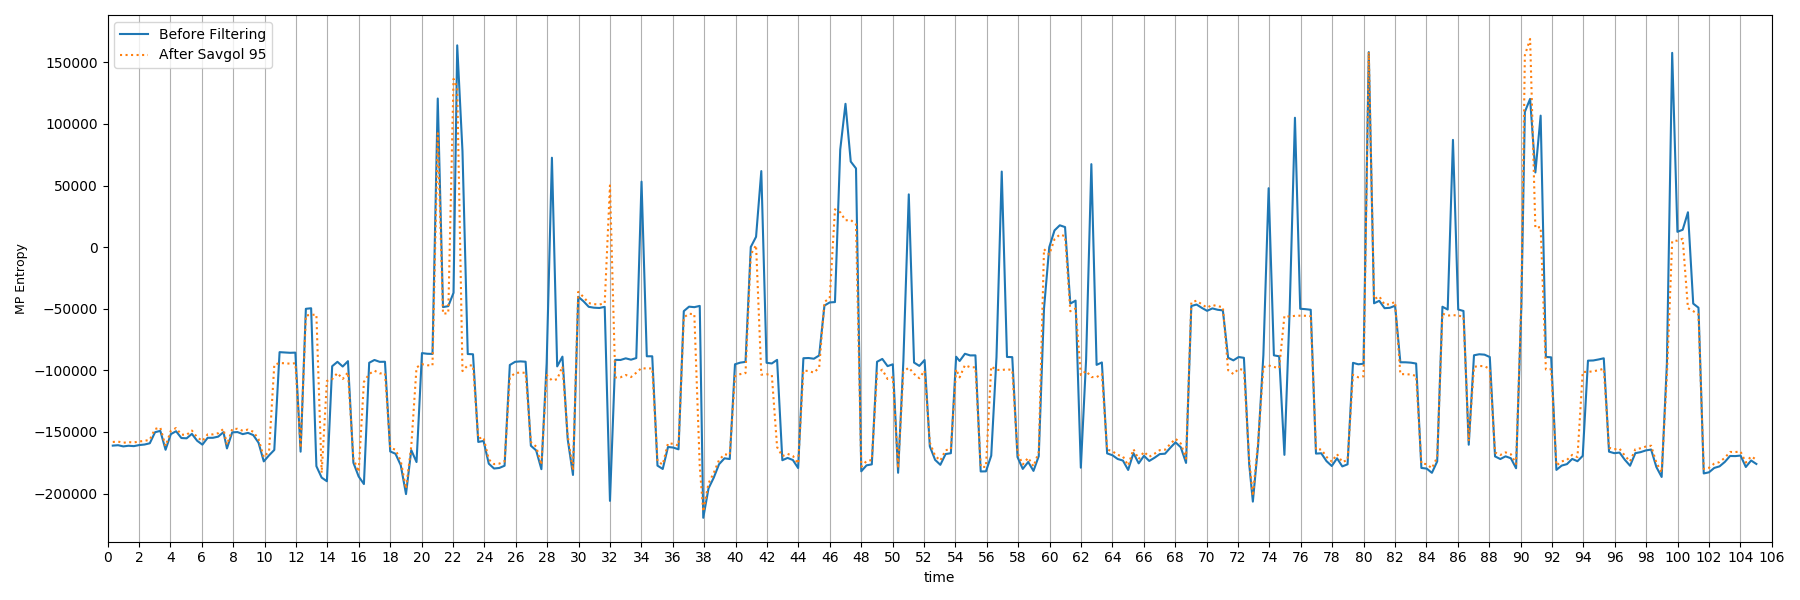 Before Filtering
After Savgol 95
150000
100000
50000
0
−50000
−100000
−150000
−200000
MP Entropy
0 2 4 6 8 10 12 14 16 18 20 22 24 26 28 30 32 34 36 38 40 42 44 46 48 50 52 54 56 58 60 62 64 66 68 70 72 74 76 78 80 82 84 86 88 90 92 94 96 98 100 102 104 106
time